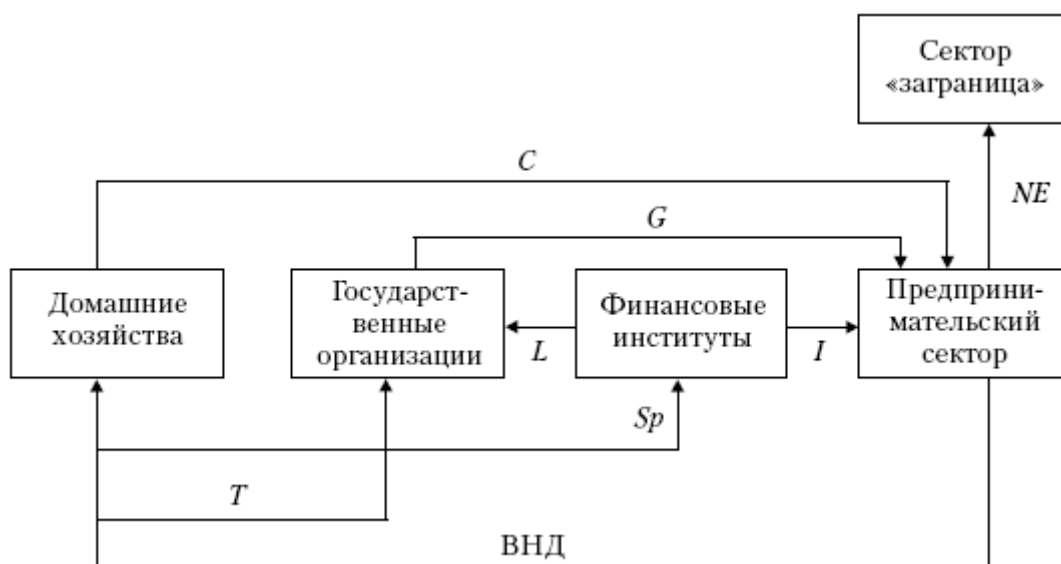 Сектор
«заграница»
C
NE
G
Домашние
хозяйства
Государст-
венные
организации
Финансовые
институты
Предприни-
мательский
сектор
L
I
Sp
T
ВНД